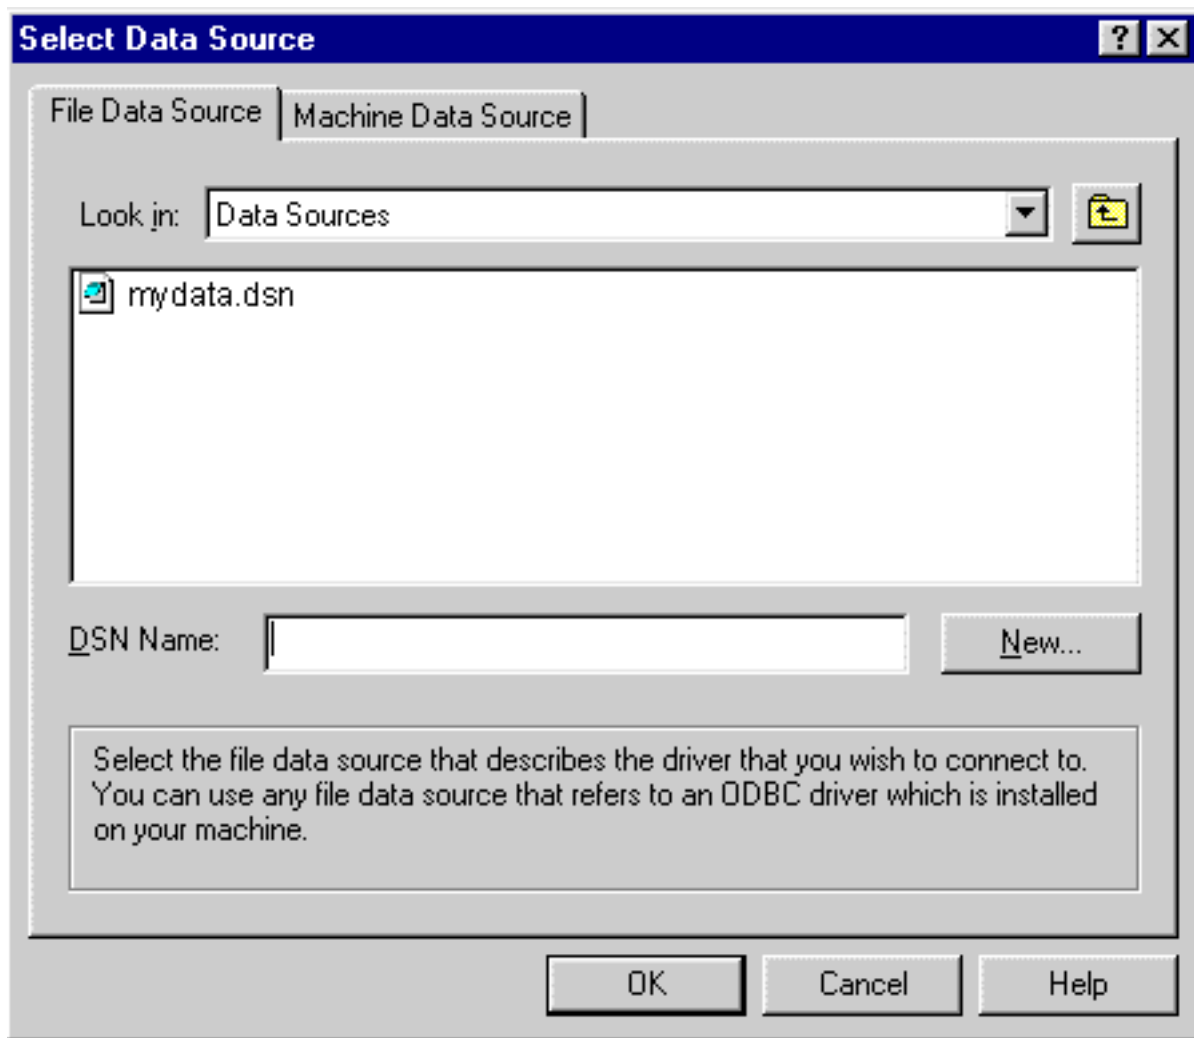 Select Data Source
File Data Source
Machine Data Source
Look in:
Data Sources
mydata.dsn
DSN Name:
New...
Select the file data source that describes the driver that you wish to connect to.
You can use any file data source that refers to an ODBC driver which is installed
on your machine.
OK
Cancel
Help